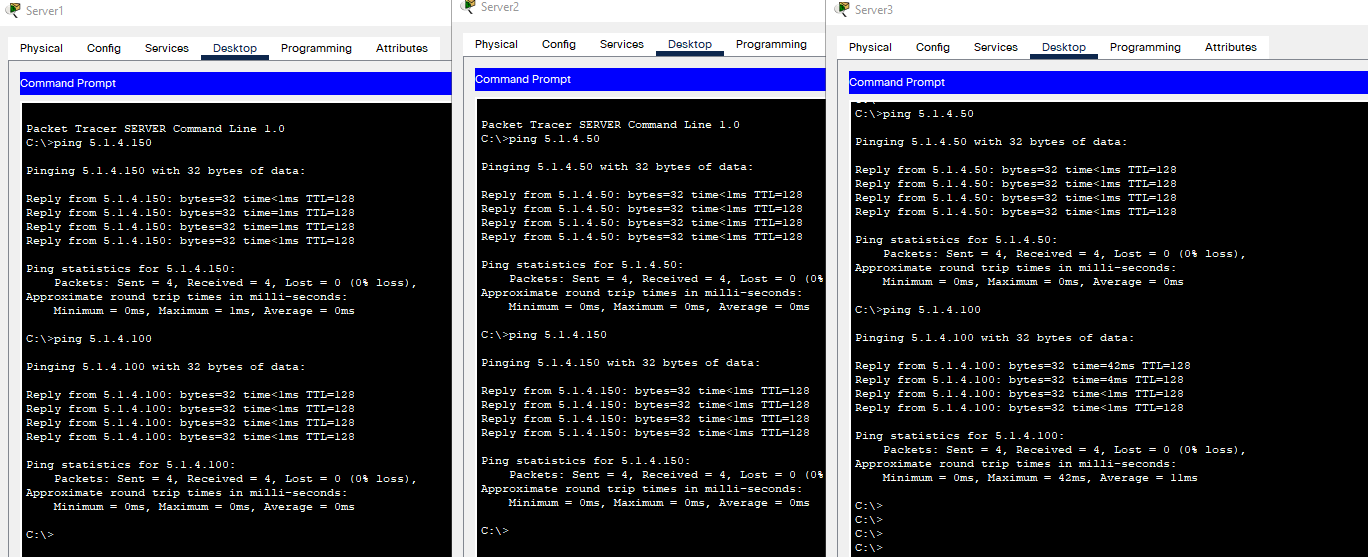 Server1
Physical Config Services Desktop Programming Attributes
Command Prompt
Packet Tracer SERVER Command Line 1.0
C:\>ping 5.1.4.150
Pinging 5.1.4.150 with 32 bytes of data:
Reply from 5.1.4.150: bytes=32 time<1ms TTL=128
Reply from 5.1.4.150: bytes=32 time=1ms TTL=128
Reply from 5.1.4.150: bytes=32 time=1ms TTL=128
Reply from 5.1.4.150: bytes=32 time<1ms TTL=128
Ping statistics for 5.1.4.150:
Packets: Sent = 4, Received = 4, Lost = 0 (0% loss),
Approximate round trip times in milli-seconds:
Minimum = 0ms, Maximum = 1ms, Average = 0ms
C:\>ping 5.1.4.100
Pinging 5.1.4.100 with 32 bytes of data:
Reply from 5.1.4.100: bytes=32 time<1ms TTL=128
Reply from 5.1.4.100: bytes=32 time<1ms TTL=128
Reply from 5.1.4.100: bytes=32 time<1ms TTL=128
Reply from 5.1.4.100: bytes=32 time<1ms TTL=128
Ping statistics for 5.1.4.100:
Packets: Sent = 4, Received = 4, Lost = 0 (0% loss),
Approximate round trip times in milli-seconds:
Minimum = 0ms, Maximum = 0ms, Average = 0ms
C:\>
Server2
Physical Config Services Desktop Programming
Command Prompt
Packet Tracer SERVER Command Line 1.0
C:\>ping 5.1.4.50
Pinging 5.1.4.50 with 32 bytes of data:
Reply from 5.1.4.50: bytes=32 time<1ms TTL=128
Reply from 5.1.4.50: bytes=32 time<1ms TTL=128
Reply from 5.1.4.50: bytes=32 time<1ms TTL=128
Reply from 5.1.4.50: bytes=32 time<1ms TTL=128
Ping statistics for 5.1.4.50:
Packets: Sent = 4, Received = 4, Lost = 0 (0%
Approximate round trip times in milli-seconds:
Minimum = 0ms, Maximum = 0ms, Average = 0ms
C:\>ping 5.1.4.150
Pinging 5.1.4.150 with 32 bytes of data:
Reply from 5.1.4.150: bytes=32 time<1ms TTL=128
Reply from 5.1.4.150: bytes=32 time<1ms TTL=128
Reply from 5.1.4.150: bytes=32 time<1ms TTL=128
Reply from 5.1.4.150: bytes=32 time<1ms TTL=128
Ping statistics for 5.1.4.150:
Packets: Sent = 4, Received = 4, Lost = 0 (0%
Approximate round trip times in milli-seconds:
Minimum = 0ms, Maximum = 0ms, Average = 0ms
C:\>
Server3
Physical Config Services Desktop Programming Attributes
Command Prompt
C:\>ping 5.1.4.50
Pinging 5.1.4.50 with 32 bytes of data:
Reply from 5.1.4.50: bytes=32 time<1ms TTL=128
Reply from 5.1.4.50: bytes=32 time<1ms TTL=128
Reply from 5.1.4.50: bytes=32 time<1ms TTL=128
Reply from 5.1.4.50: bytes=32 time<1ms TTL=128
Ping statistics for 5.1.4.50:
Packets: Sent = 4, Received = 4, Lost = 0 (0% loss),
Approximate round trip times in milli-seconds:
Minimum = 0ms, Maximum = 0ms, Average = 0ms
C:\>ping 5.1.4.100
Pinging 5.1.4.100 with 32 bytes of data:
Reply from 5.1.4.100: bytes=32 time=42ms TTL=128
Reply from 5.1.4.100: bytes=32 time=4ms TTL=128
Reply from 5.1.4.100: bytes=32 time<1ms TTL=128
Reply from 5.1.4.100: bytes=32 time<1ms TTL=128
Ping statistics for 5.1.4.100:
Packets: Sent = 4, Received = 4, Lost = 0 (0% loss),
Approximate round trip times in milli-seconds:
Minimum = 0ms, Maximum = 42ms, Average = 11ms
C:\>
C:\>
C:\>
C:\>